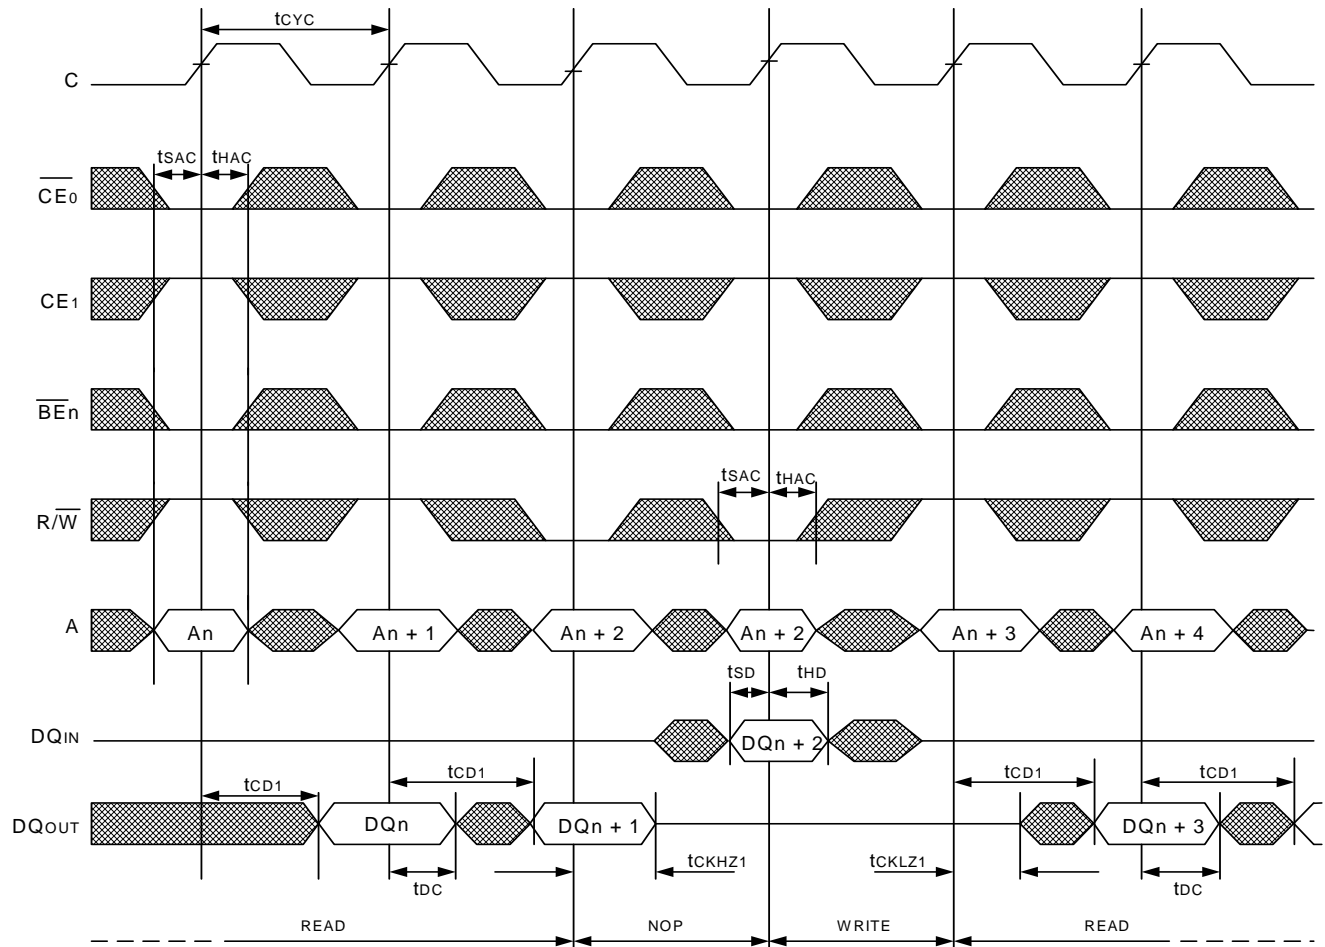 tCYC
C
tSAC tHAC
CE0
CE1
BEn
tSAC tHAC
R/W
A An An + 1 An + 2 An + 2 An + 3 An + 4
tSD tHD
DQIN DQn + 2
tCD1 tCD1 tCD1 tCD1
DQOUT DQn DQn + 1 DQn + 3
tDC tCKHZ1 tCKLZ1 tDC
READ NOP WRITE READ